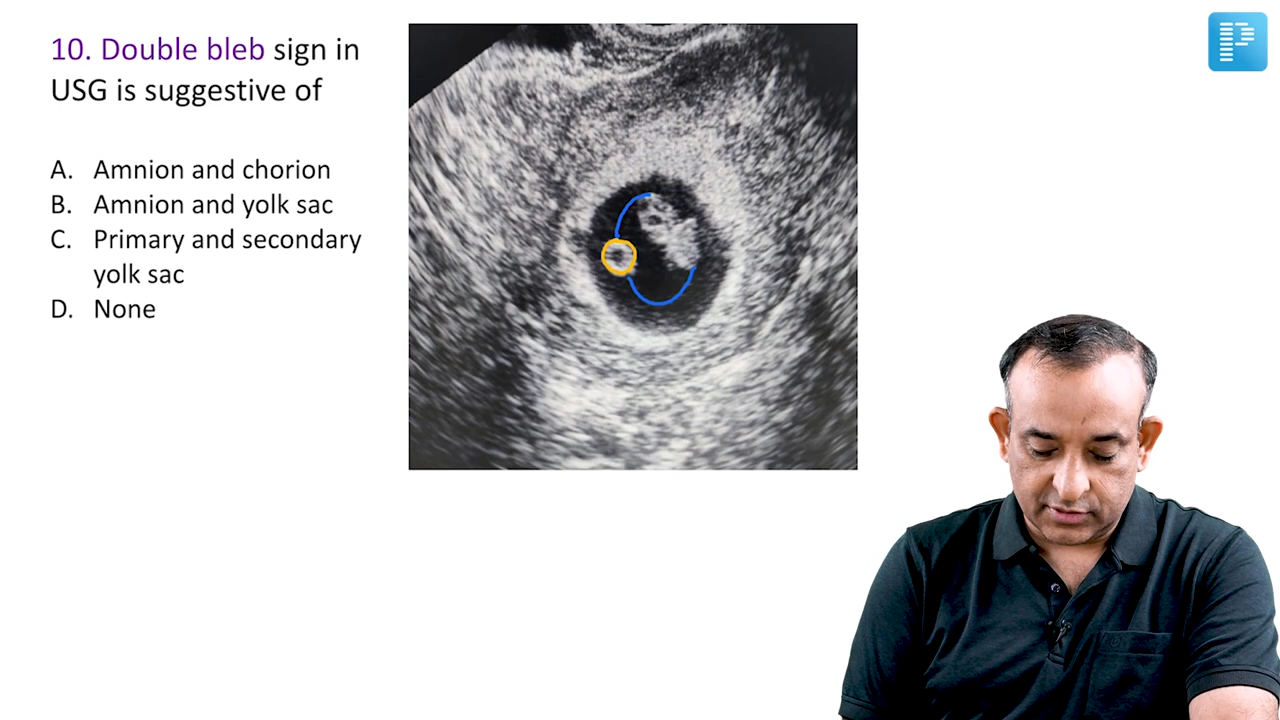 10. Double bleb sign in
USG is suggestive of
A. Amnion and chorion
B. Amnion and yolk sac
C. Primary and secondary
yolk sac
D. None
P